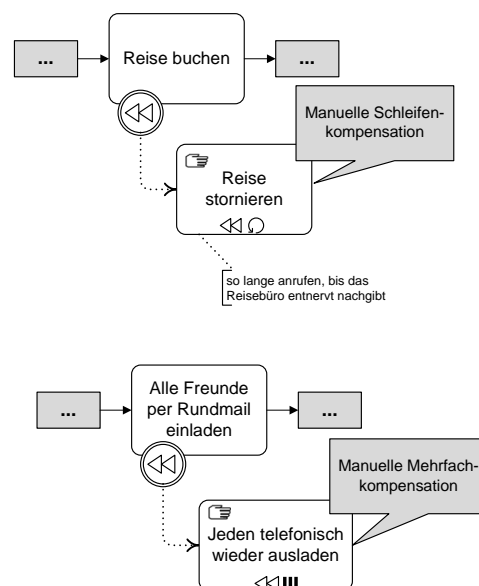 ...
Reise buchen
...
Manuelle Schleifen-
kompensation
Reise
stornieren
so lange anrufen, bis das
Reisebüro entnervt nachgibt
...
Alle Freunde
per Rundmail
einladen
...
Manuelle Mehrfach-
kompensation
Jeden telefonisch
wieder ausladen